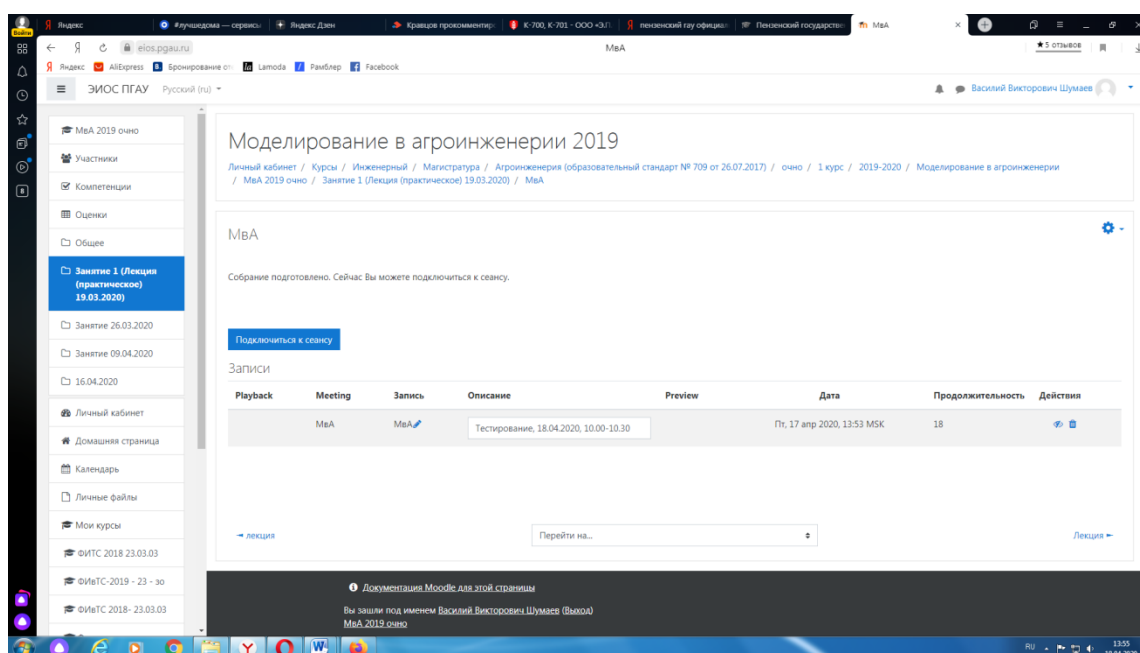 Войти
Яндекс
#лучшедома — сервисы
Яндекс Дзен
Кравцов прокомментиро
К-700, К-701 - ООО «З.Г.
пензенский гау официал
Пензенский государстве
МвА
eios.pgau.ru
МвА
★ 5 отзывов
Яндекс
AliExpress
Бронирование от
Lamoda
Рамблер
Facebook
ЭИОС ПГАУ Русский (ru)
Василий Викторович Шумаев
МвА 2019 очно
Участники
Компетенции
Оценки
Общее
Занятие 1 (Лекция
(практическое)
19.03.2020)
Занятие 26.03.2020
Занятие 09.04.2020
16.04.2020
Личный кабинет
Домашняя страница
Календарь
Личные файлы
Мои курсы
ФИТС 2018 23.03.03
ФИвТС-2019 - 23 - зо
ФИвТС 2018- 23.03.03
Моделирование в агроинженерии 2019
Личный кабинет / Курсы / Инженерный / Магистратура / Агроинженерия (образовательный стандарт № 709 от 26.07.2017) / очно / 1 курс / 2019-2020 / Моделирование в агроинженерии
/ МвА 2019 очно / Занятие 1 (Лекция (практическое) 19.03.2020) / МвА
МвА
Собрание подготовлено. Сейчас Вы можете подключиться к сеансу.
Подключиться к сеансу
Записи
Playback Meeting Запись Описание Preview Дата Продолжительность Действия
МвА МвА Тестирование, 18.04.2020, 10.00-10.30 Пт, 17 апр 2020, 13:53 MSK 18
◄ лекция
Перейти на...
Лекция ►
Документация Moodle для этой страницы
Вы зашли под именем Василий Викторович Шумаев (Выход)
МвА 2019 очно
RU
13:55